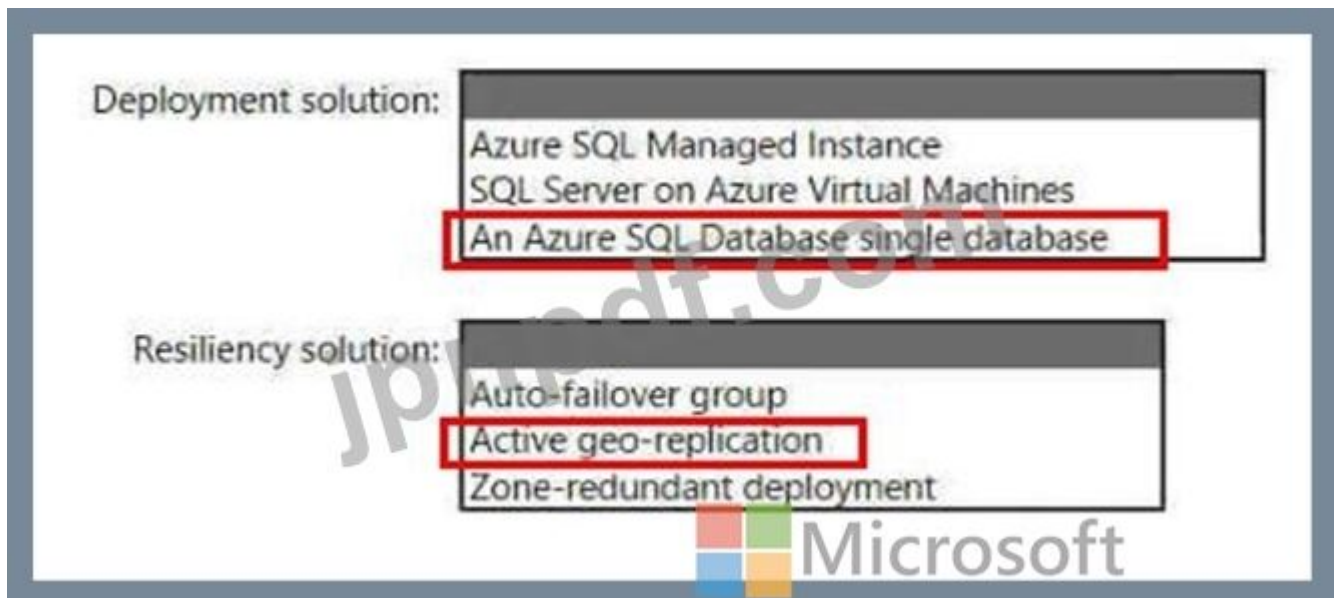 Deployment solution:
Azure SQL Managed Instance
SQL Server on Azure Virtual Machines
An Azure SQL Database single database
Resiliency solution:
Auto-failover group
Active geo-replication
Zone-redundant deployment
jpnpdf.com
Microsoft